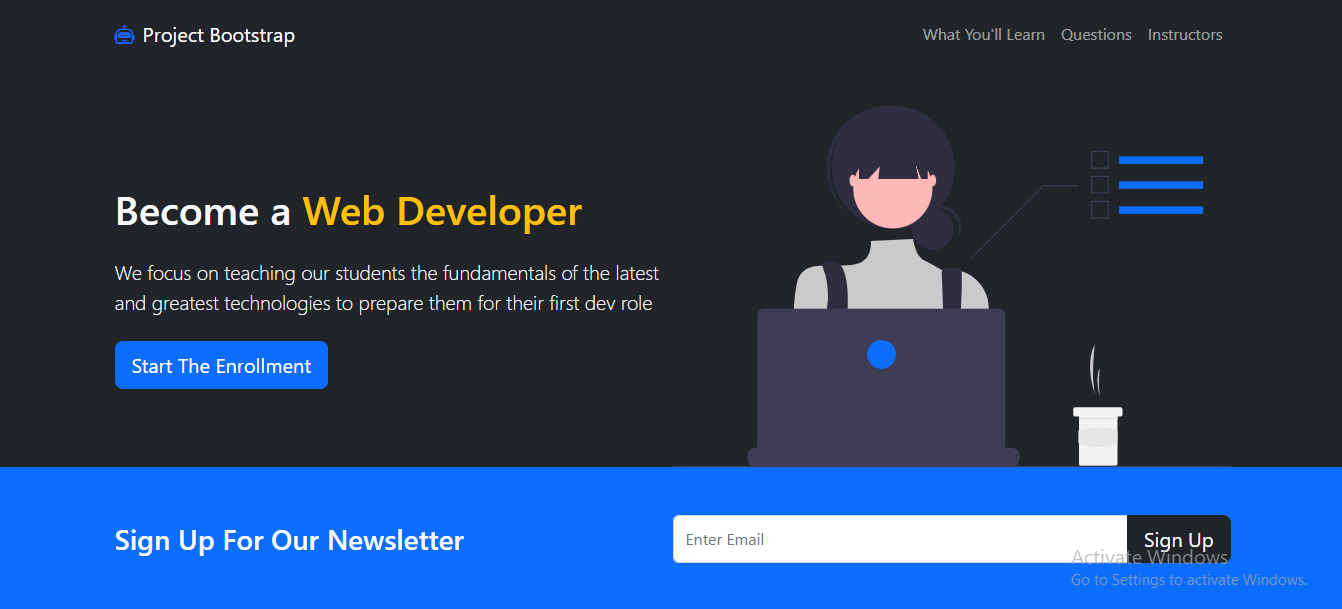 Project Bootstrap
What You'll Learn
Questions
Instructors
Become a Web Developer
We focus on teaching our students the fundamentals of the latest
and greatest technologies to prepare them for their first dev role
Start The Enrollment
Sign Up For Our Newsletter
Enter Email
Sign Up
Activate Windows
Go to Settings to activate Windows.